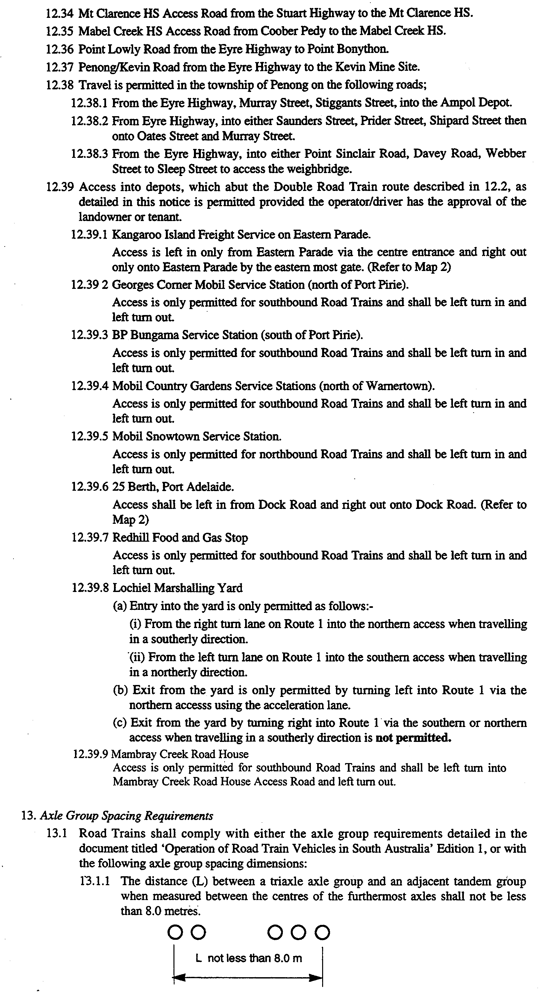 12.34 Mt Clarence HS Access Road from the Stuart Highway to the Mt Clarence HS.
12.35 Mabel Creek HS Access Road from Coober Pedy to the Mabel Creek HS.
12.36 Point Lowly Road from the Eyre Highway to Point Bonython.
12.37 Penong/Kevin Road from the Eyre Highway to the Kevin Mine Site.
12.38 Travel is permitted in the township of Penong on the following roads;
12.38.1 From the Eyre Highway, Murray Street, Stiggants Street, into the Ampol Depot.
12.38.2 From Eyre Highway, into either Saunders Street, Prider Street, Shipard Street then
onto Oates Street and Murray Street.
12.38.3 From the Eyre Highway, into either Point Sinclair Road, Davey Road, Webber
Street to Sleep Street to access the weighbridge.
12.39 Access into depots, which abut the Double Road Train route described in 12.2, as
detailed in this notice is permitted provided the operator/driver has the approval of the
landowner or tenant.
12.39.1 Kangaroo Island Freight Service on Eastern Parade.
Access is left in only from Eastern Parade via the centre entrance and right out
only onto Eastern Parade by the eastern most gate. (Refer to Map 2)
12.39 2 Georges Corner Mobil Service Station (north of Port Pirie).
Access is only permitted for southbound Road Trains and shall be left turn in and
left turn out.
12.39.3 BP Bungama Service Station (south of Port Pirie).
Access is only permitted for southbound Road Trains and shall be left turn in and
left turn out.
12.39.4 Mobil Country Gardens Service Stations (north of Warnertown).
Access is only permitted for southbound Road Trains and shall be left turn in and
left turn out.
12.39.5 Mobil Snowtown Service Station.
Access is only permitted for northbound Road Trains and shall be left turn in and
left turn out.
12.39.6 25 Berth, Port Adelaide.
Access shall be left in from Dock Road and right out onto Dock Road. (Refer to
Map 2)
12.39.7 Redhill Food and Gas Stop
Access is only permitted for southbound Road Trains and shall be left turn in and
left turn out.
12.39.8 Lochiel Marshalling Yard
(a) Entry into the yard is only permitted as follows:-
(i) From the right turn lane on Route 1 into the northern access when travelling
in a southerly direction.
(ii) From the left turn lane on Route 1 into the southern access when travelling
in a northerly direction.
(b) Exit from the yard is only permitted by turning left into Route 1 via the
northern accesss using the acceleration lane.
(c) Exit from the yard by turning right into Route 1 via the southern or northern
access when travelling in a southerly direction is not permitted.
12.39.9 Mambray Creek Road House
Access is only permitted for southbound Road Trains and shall be left turn into
Mambray Creek Road House Access Road and left turn out.
13. Axle Group Spacing Requirements
13.1 Road Trains shall comply with either the axle group requirements detailed in the
document titled ‘Operation of Road Train Vehicles in South Australia’ Edition 1, or with
the following axle group spacing dimensions:
13.1.1 The distance (L) between a triaxle axle group and an adjacent tandem group
when measured between the centres of the furthermost axles shall not be less
than 8.0 metres.
L not less than 8.0 m